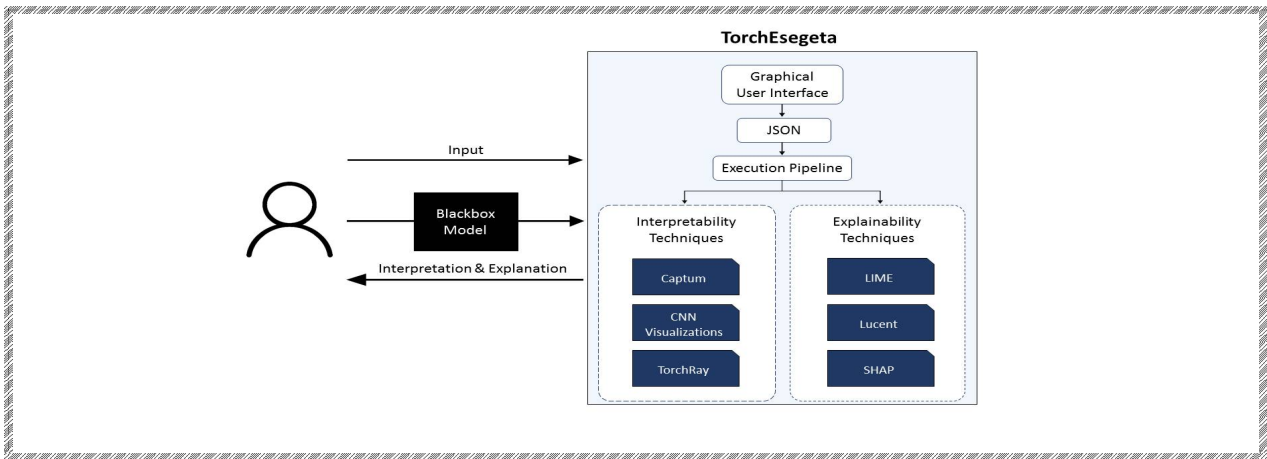 TorchEsegeta
Graphical
User Interface
JSON
Execution Pipeline
Input
Blackbox
Model
Interpretation & Explanation
Interpretability
Techniques
Captum
CNN
Visualizations
TorchRay
Explainability
Techniques
LIME
Lucent
SHAP